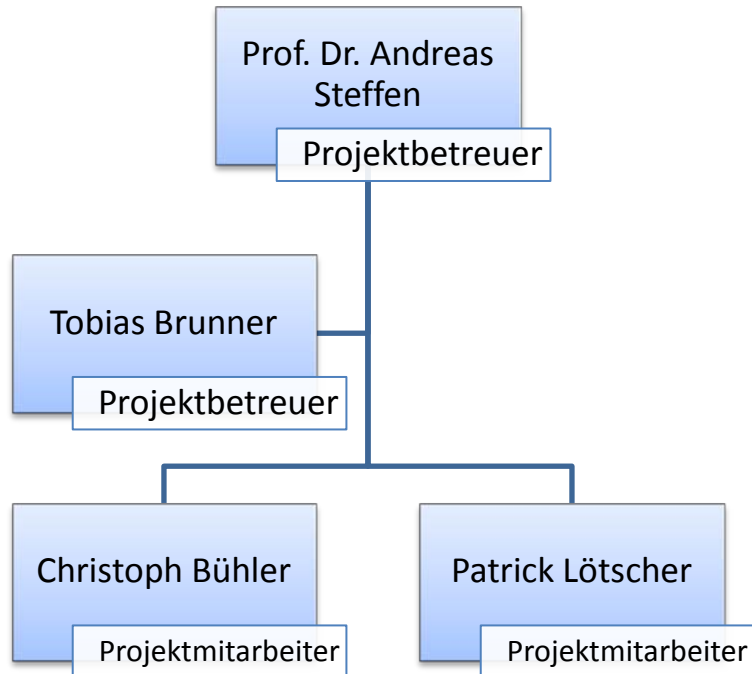 Prof. Dr. Andreas
Steffen
Projektbetreuer
Tobias Brunner
Projektbetreuer
Christoph Bühler
Projektmitarbeiter
Patrick Lötscher
Projektmitarbeiter